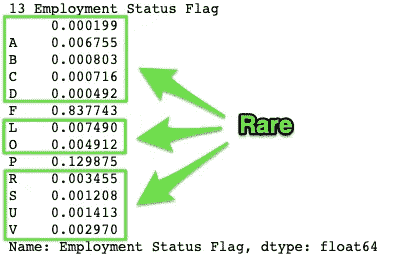 13 Employment Status Flag
0.000199
A 0.006755
B 0.000803
C 0.000716
D 0.000492
F 0.837743
L 0.007490
O 0.004912
P 0.129875
R 0.003455
S 0.001208
U 0.001413
V 0.002970
Name: Employment Status Flag, dtype: float64
Rare